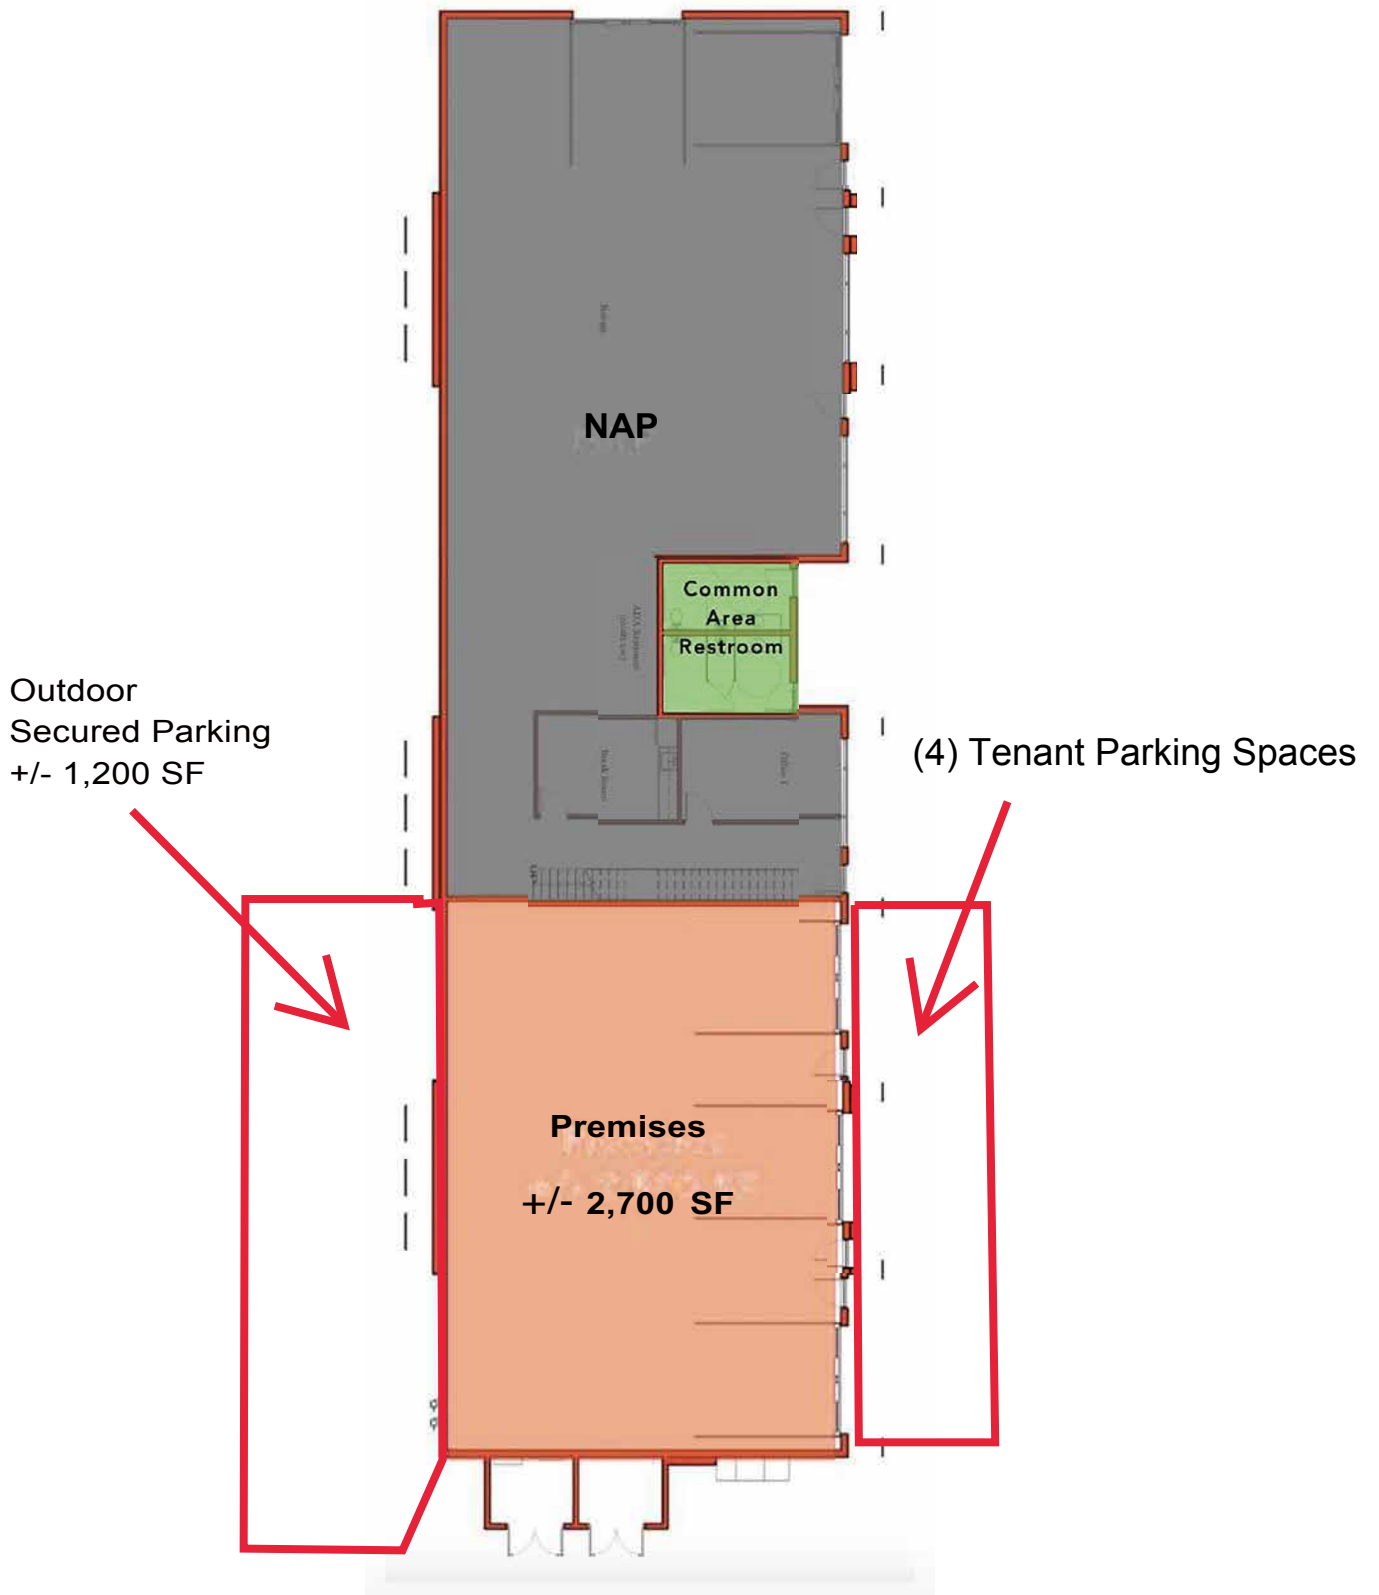 NAP
Common
Area
Restroom
Outdoor
Secured Parking
+/- 1,200 SF
(4) Tenant Parking Spaces
Premises
+/- 2,700 SF